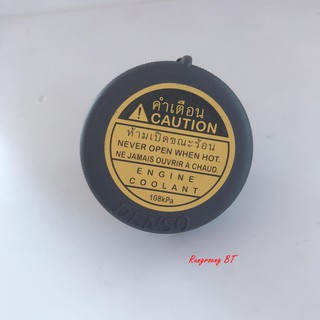 คำเตือน
CAUTION
ห้ามเปิดขณะร้อน
NEVER OPEN WHEN HOT.
NE JAMAIS OUVRIR À CHAUD.
ENGINE
COOLANT
108kPa
DENSO
Rungroung BT